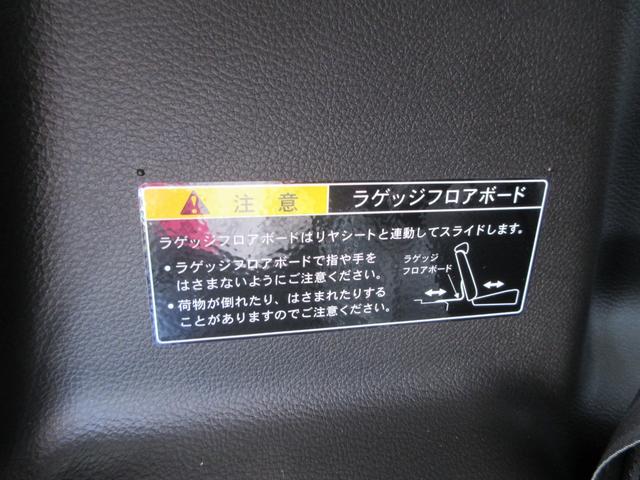 注意 ラゲッジフロアボード
ラゲッジフロアボードはリヤシートと連動してスライドします。
•ラゲッジフロアボードで指や手を
はさまないようにご注意ください。
•荷物が倒れたり、はさまれたりする
ことがありますのでご注意ください。
ラゲッジ
フロアボード